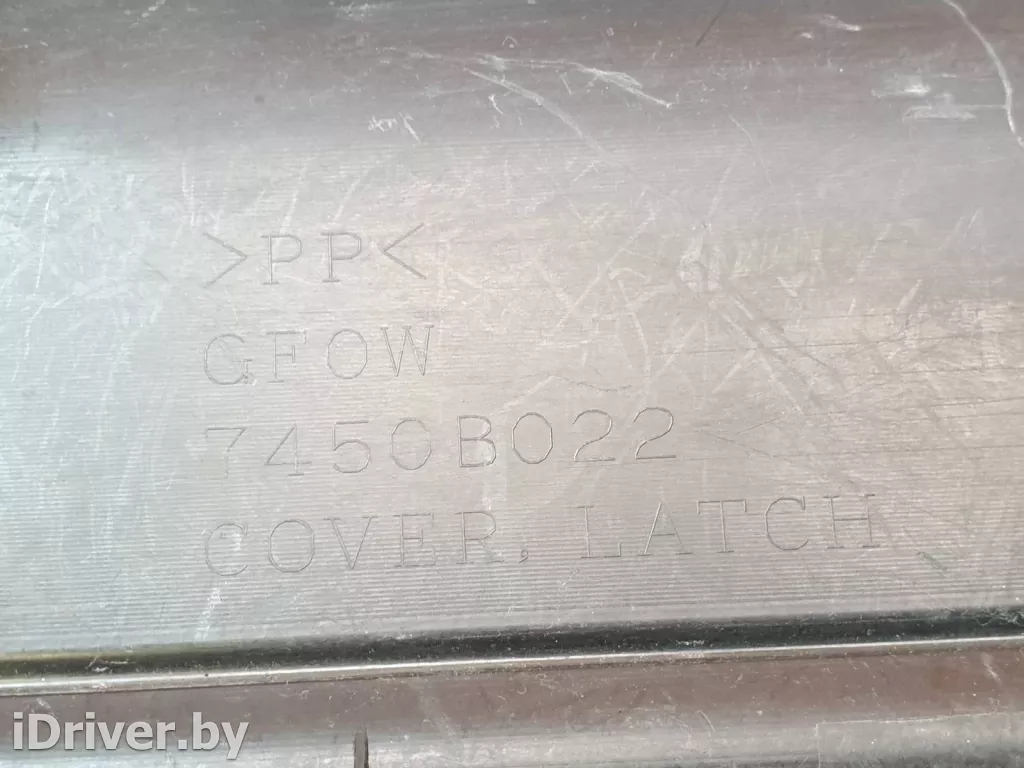 >PP<
GF0W
7450B022
COVER, LATCH
iDriver.by